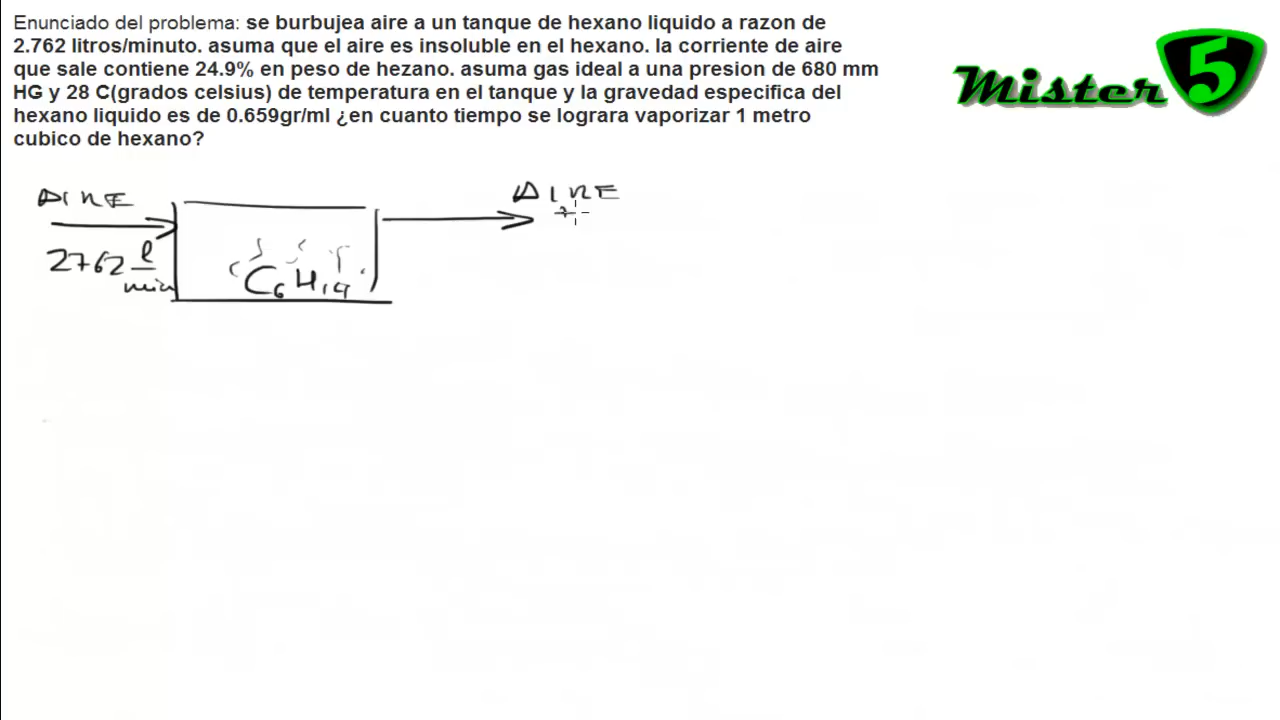 Enunciado del problema: se burbujea aire a un tanque de hexano liquido a razon de
2.762 litros/minuto. asuma que el aire es insoluble en el hexano. la corriente de aire
que sale contiene 24.9% en peso de hezano. asuma gas ideal a una presion de 680 mm
HG y 28 C(grados celsius) de temperatura en el tanque y la gravedad especifica del
hexano liquido es de 0.659gr/ml ¿en cuanto tiempo se lograra vaporizar 1 metro
cubico de hexano?
Mister 5
AIRE
AIRE
2762 l/min
C6H14